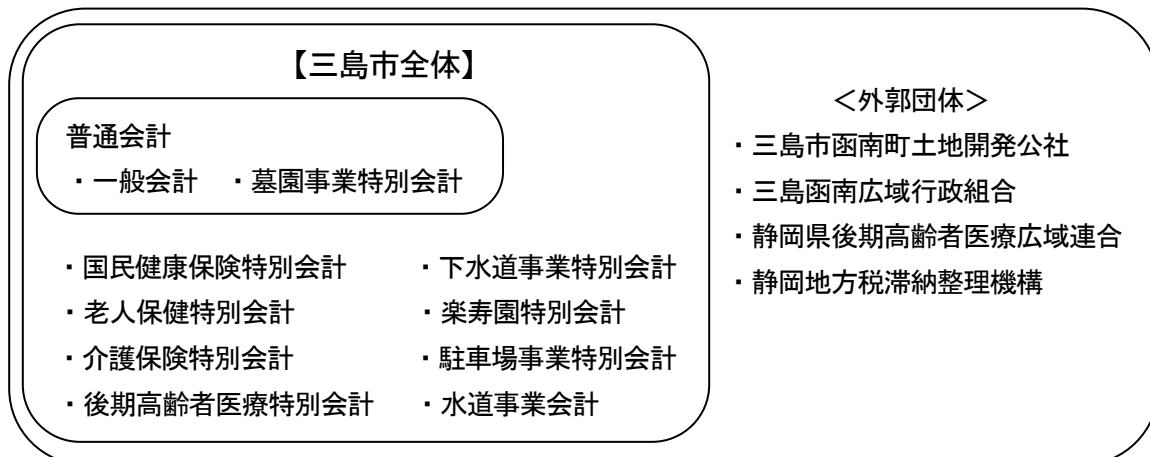 【三島市全体】
普通会計
・一般会計 ・墓園事業特別会計
・国民健康保険特別会計 ・下水道事業特別会計
・老人保健特別会計 ・楽寿園特別会計
・介護保険特別会計 ・駐車場事業特別会計
・後期高齢者医療特別会計 ・水道事業会計
＜外郭団体＞
・三島市函南町土地開発公社
・三島函南広域行政組合
・静岡県後期高齢者医療広域連合
・静岡地方税滞納整理機構